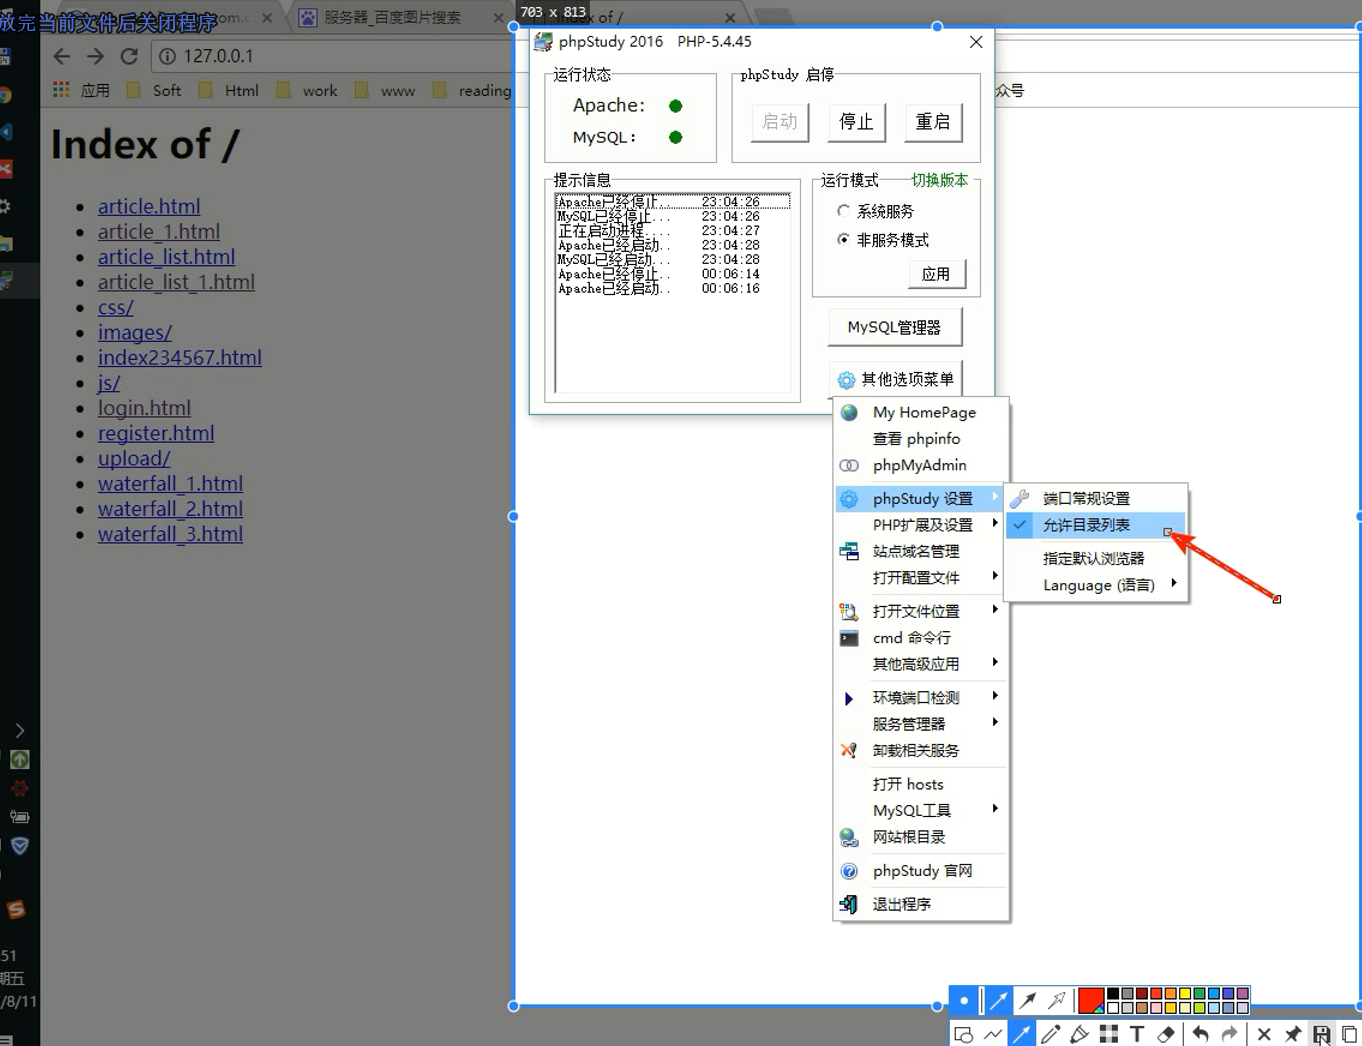 放完当前文件后关闭程序
com.c
服务器_百度图片搜索
Index of /
703 x 813
127.0.0.1
应用
Soft
Html
work
www
reading
众号
Index of /
article.html
article_1.html
article_list.html
article_list_1.html
css/
images/
index234567.html
js/
login.html
register.html
upload/
waterfall_1.html
waterfall_2.html
waterfall_3.html
phpStudy 2016 PHP-5.4.45
运行状态
Apache:
MySQL:
phpStudy 启停
启动
停止
重启
提示信息
Apache已经停止.. 23:04:26
MySQL已经停止... 23:04:26
正在启动进程.... 23:04:27
Apache已经启动.. 23:04:28
MySQL已经启动... 23:04:28
Apache已经停止.. 00:06:14
Apache已经启动.. 00:06:16
运行模式
切换版本
系统服务
非服务模式
应用
MySQL管理器
其他选项菜单
My HomePage
查看 phpinfo
phpMyAdmin
phpStudy 设置
PHP扩展及设置
站点域名管理
打开配置文件
打开文件位置
cmd 命令行
其他高级应用
环境端口检测
服务管理器
卸载相关服务
打开 hosts
MySQL工具
网站根目录
phpStudy 官网
退出程序
端口常规设置
允许目录列表
指定默认浏览器
Language (语言)
:51
期五
/8/11